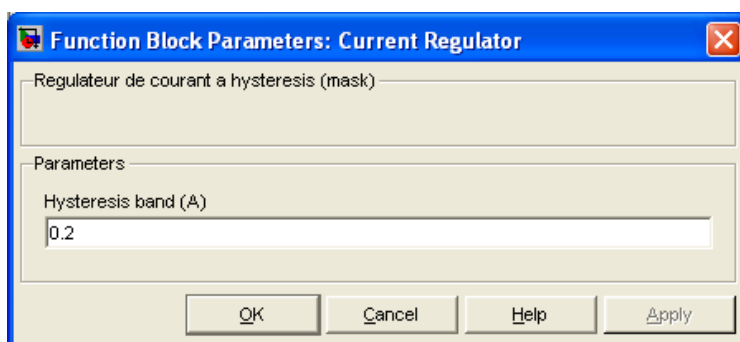 Function Block Parameters: Current Regulator
Regulateur de courant a hysteresis (mask)
Parameters
Hysteresis band (A)
0.2
OK Cancel Help Apply